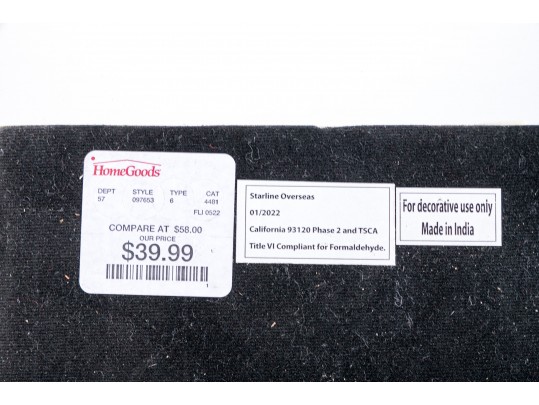 HomeGoods
DEPT STYLE TYPE CAT
57 097653 6 4481
FLI 0522
COMPARE AT $58.00
OUR PRICE
$39.99
1
Starline Overseas
01/2022
California 93120 Phase 2 and TSCA
Title VI Compliant for Formaldehyde.
For decorative use only
Made in India